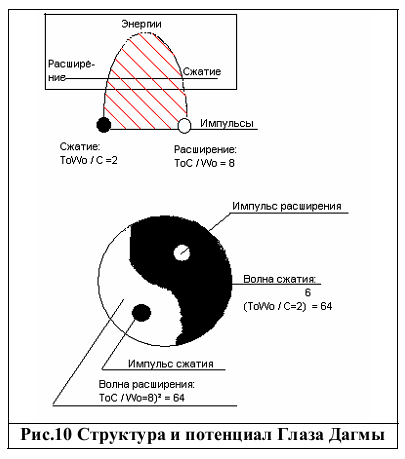 Энергии
Расшире-
ние
Сжатие
Импульсы
Сжатие:
ToWo / C =2
Расширение:
ToC / Wo = 8
Импульс расширения
Волна сжатия:
6
(ToWo / C=2) = 64
Импульс сжатия
Волна расширения:
ToC / Wo=8)² = 64
Рис.10 Структура и потенциал Глаза Дагмы